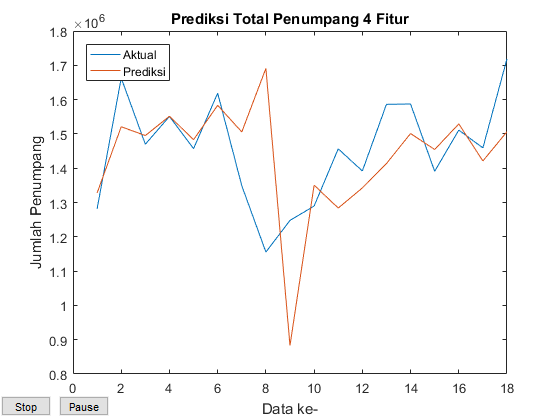 Prediksi Total Penumpang 4 Fitur
×10^6
1.8
1.7
1.6
1.5
1.4
1.3
1.2
1.1
1
0.9
0.8
Jumlah Penumpang
Aktual
Prediksi
0 2 4 6 8 10 12 14 16 18
Data ke-
Stop Pause